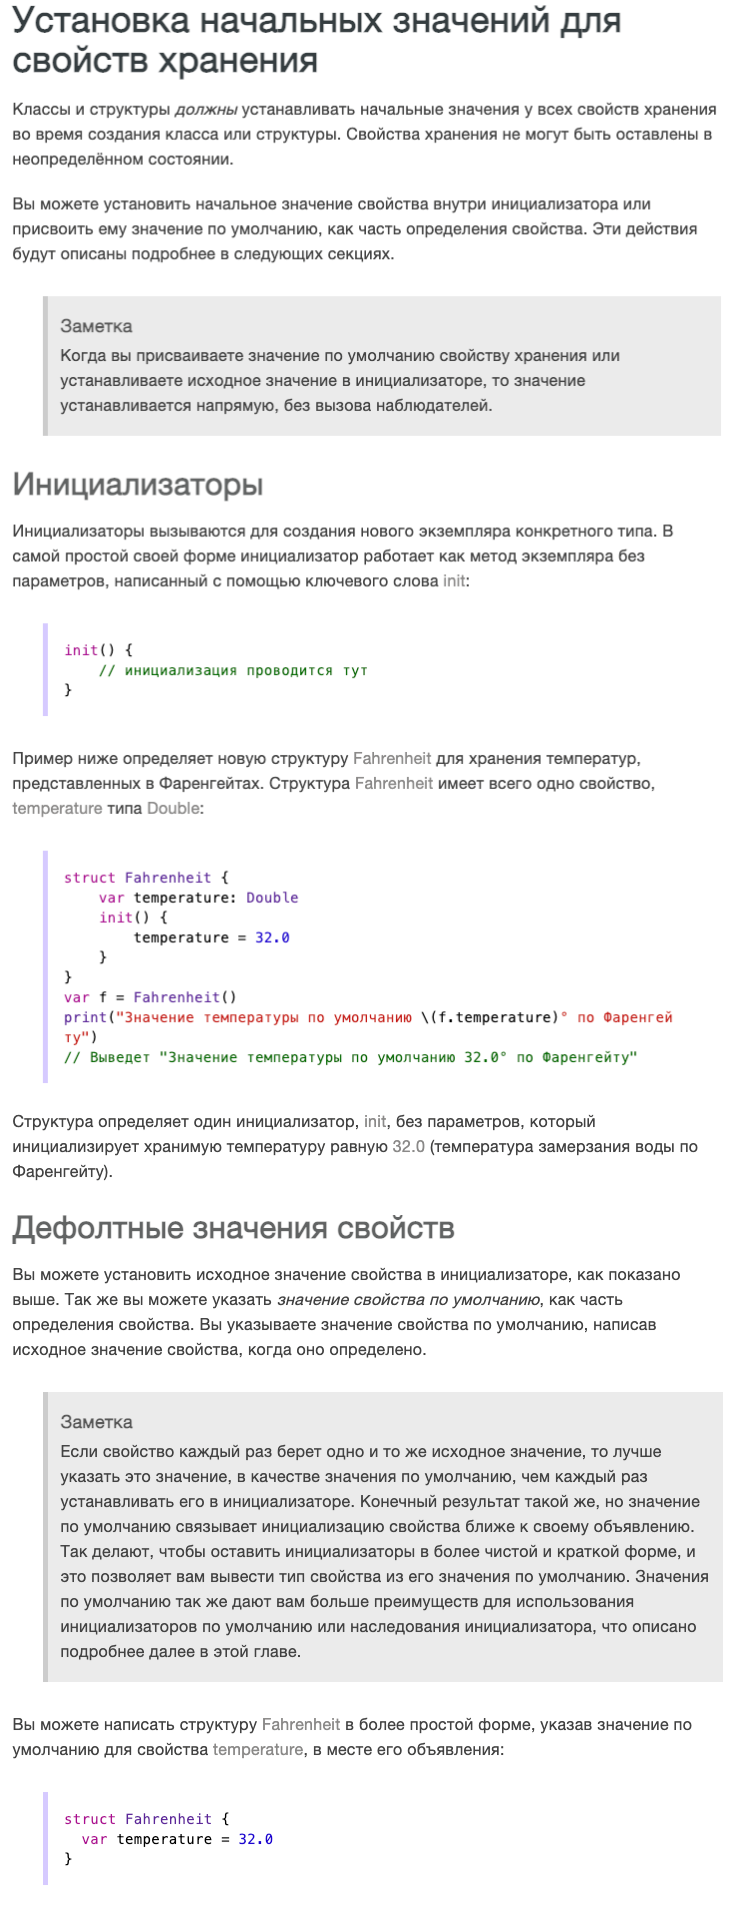 Установка начальных значений для
свойств хранения
Классы и структуры должны устанавливать начальные значения у всех свойств хранения
во время создания класса или структуры. Свойства хранения не могут быть оставлены в
неопределённом состоянии.
Вы можете установить начальное значение свойства внутри инициализатора или
присвоить ему значение по умолчанию, как часть определения свойства. Эти действия
будут описаны подробнее в следующих секциях.
Заметка
Когда вы присваиваете значение по умолчанию свойству хранения или
устанавливаете исходное значение в инициализаторе, то значение
устанавливается напрямую, без вызова наблюдателей.
Инициализаторы
Инициализаторы вызываются для создания нового экземпляра конкретного типа. В
самой простой своей форме инициализатор работает как метод экземпляра без
параметров, написанный с помощью ключевого слова init:
init() {
    // инициализация проводится тут
}
Пример ниже определяет новую структуру Fahrenheit для хранения температур,
представленных в Фаренгейтах. Структура Fahrenheit имеет всего одно свойство,
temperature типа Double:
struct Fahrenheit {
    var temperature: Double
    init() {
        temperature = 32.0
    }
}
var f = Fahrenheit()
print("Значение температуры по умолчанию \(f.temperature)° по Фаренгей
ту")
// Выведет "Значение температуры по умолчанию 32.0° по Фаренгейту"
Структура определяет один инициализатор, init, без параметров, который
инициализирует хранимую температуру равную 32.0 (температура замерзания воды по
Фаренгейту).
Дефолтные значения свойств
Вы можете установить исходное значение свойства в инициализаторе, как показано
выше. Так же вы можете указать значение свойства по умолчанию, как часть
определения свойства. Вы указываете значение свойства по умолчанию, написав
исходное значение свойства, когда оно определено.
Заметка
Если свойство каждый раз берет одно и то же исходное значение, то лучше
указать это значение, в качестве значения по умолчанию, чем каждый раз
устанавливать его в инициализаторе. Конечный результат такой же, но значение
по умолчанию связывает инициализацию свойства ближе к своему объявлению.
Так делают, чтобы оставить инициализаторы в более чистой и краткой форме, и
это позволяет вам вывести тип свойства из его значения по умолчанию. Значения
по умолчанию так же дают вам больше преимуществ для использования
инициализаторов по умолчанию или наследования инициализатора, что описано
подробнее далее в этой главе.
Вы можете написать структуру Fahrenheit в более простой форме, указав значение по
умолчанию для свойства temperature, в месте его объявления:
struct Fahrenheit {
  var temperature = 32.0
}